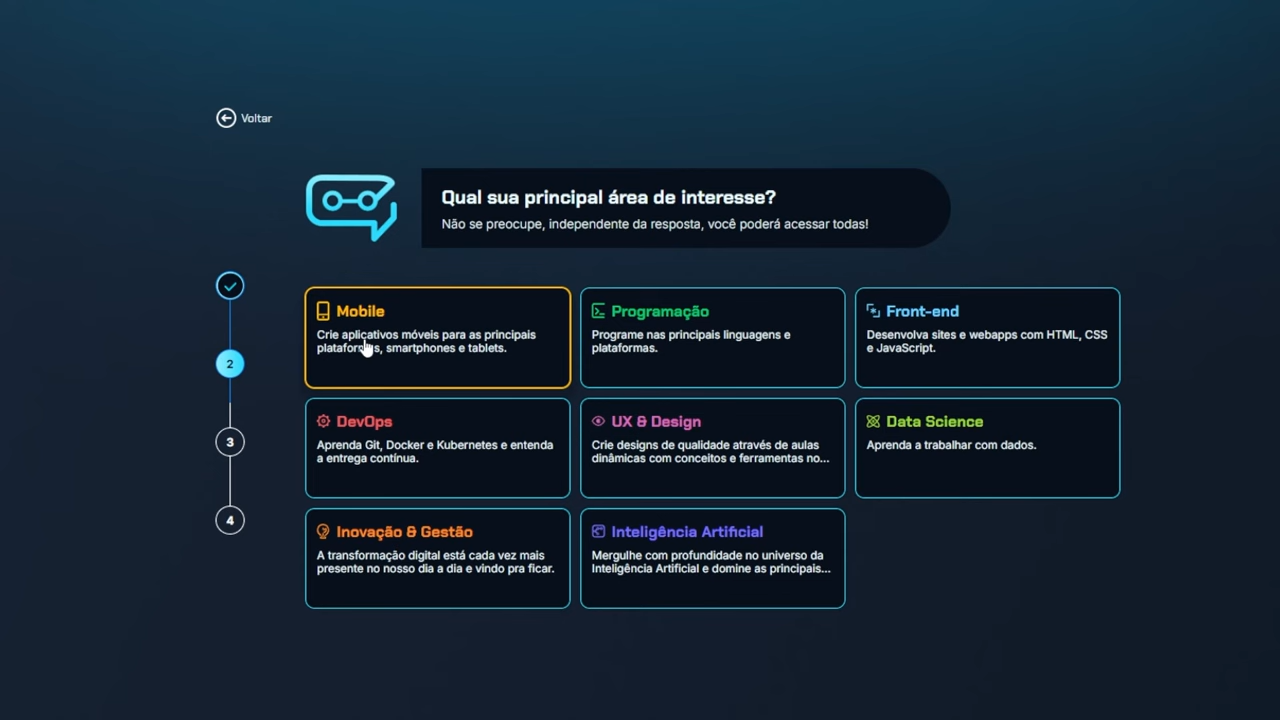 Voltar
Qual sua principal área de interesse?
Não se preocupe, independente da resposta, você poderá acessar todas!
2
3
4
Mobile
Crie aplicativos móveis para as principais
plataformas, smartphones e tablets.
Programação
Programe nas principais linguagens e
plataformas.
Front-end
Desenvolva sites e webapps com HTML, CSS
e JavaScript.
DevOps
Aprenda Git, Docker e Kubernetes e entenda
a entrega contínua.
UX & Design
Crie designs de qualidade através de aulas
dinâmicas com conceitos e ferramentas no...
Data Science
Aprenda a trabalhar com dados.
Inovação & Gestão
A transformação digital está cada vez mais
presente no nosso dia a dia e vindo pra ficar.
Inteligência Artificial
Mergulhe com profundidade no universo da
Inteligência Artificial e domine as principais...